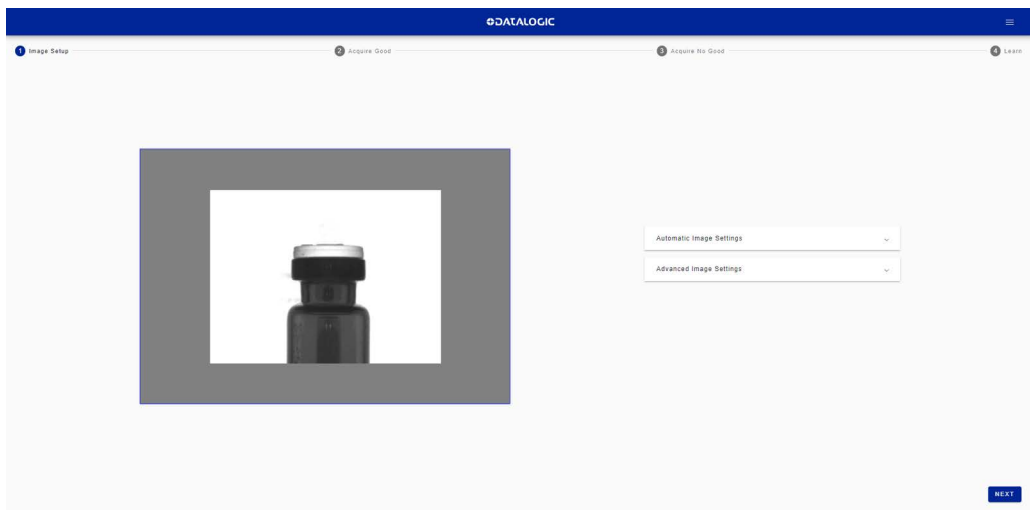 DATALOGIC
1 Image Setup
2 Acquire Good
3 Acquire No Good
4 Learn
Automatic Image Settings
Advanced Image Settings
NEXT